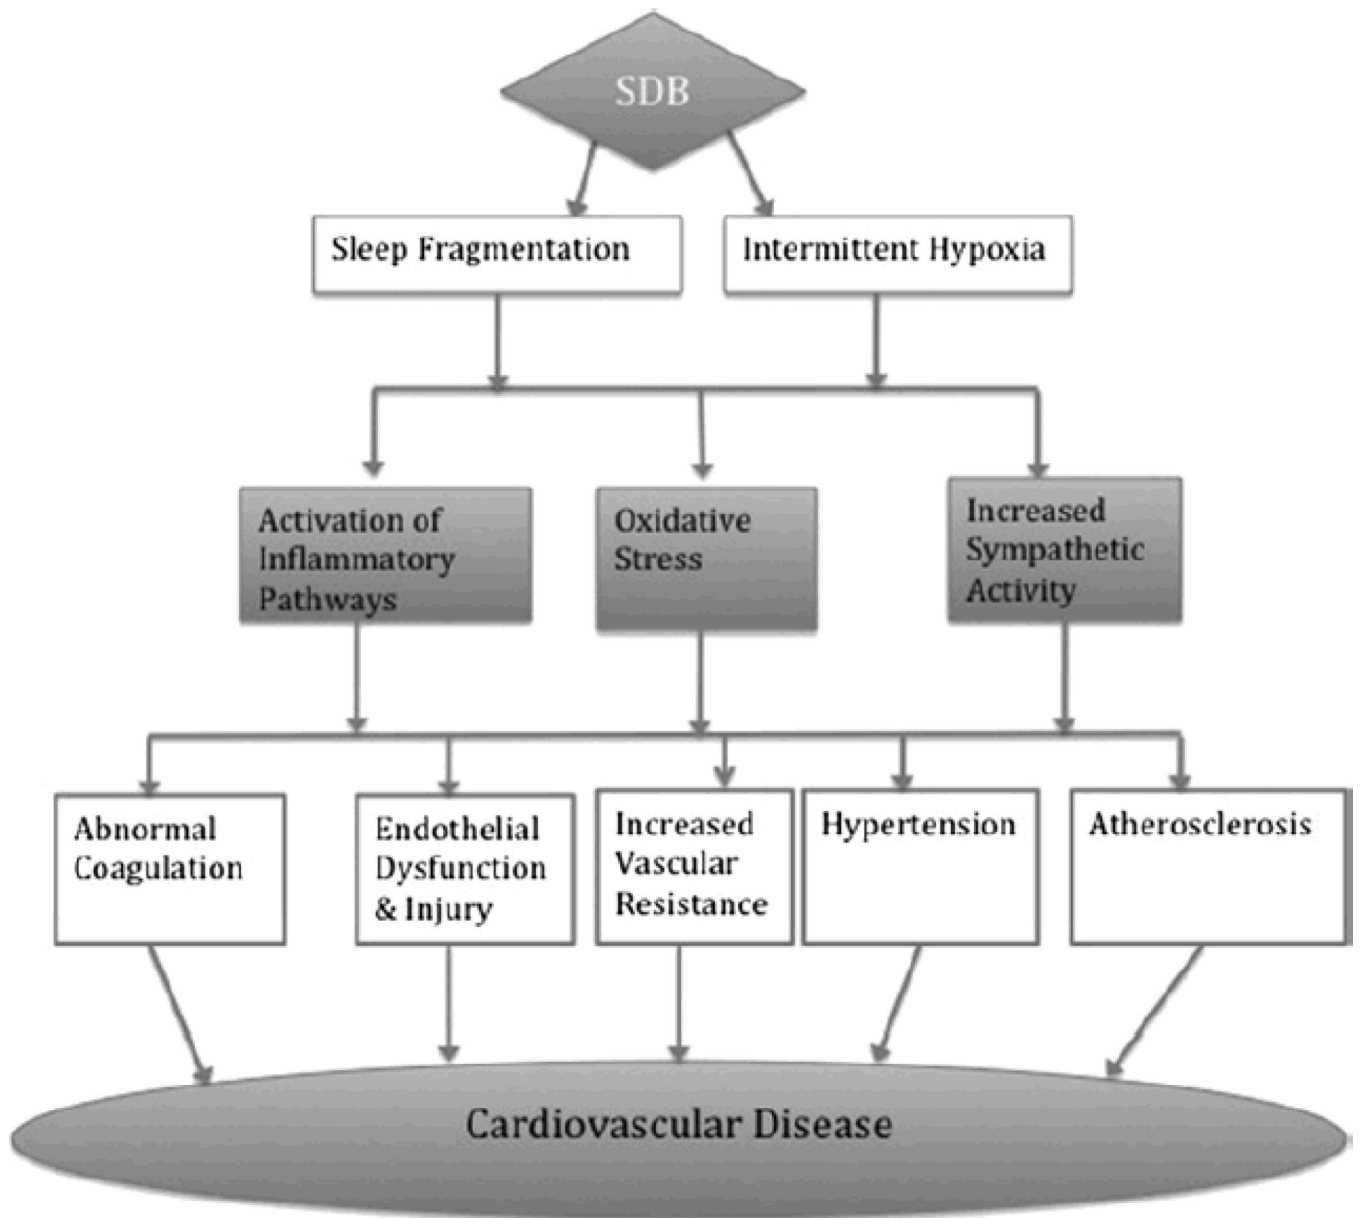 SDB
Sleep Fragmentation
Intermittent Hypoxia
Activation of
Inflammatory
Pathways
Oxidative
Stress
Increased
Sympathetic
Activity
Abnormal
Coagulation
Endothelial
Dysfunction
& Injury
Increased
Vascular
Resistance
Hypertension
Atherosclerosis
Cardiovascular Disease